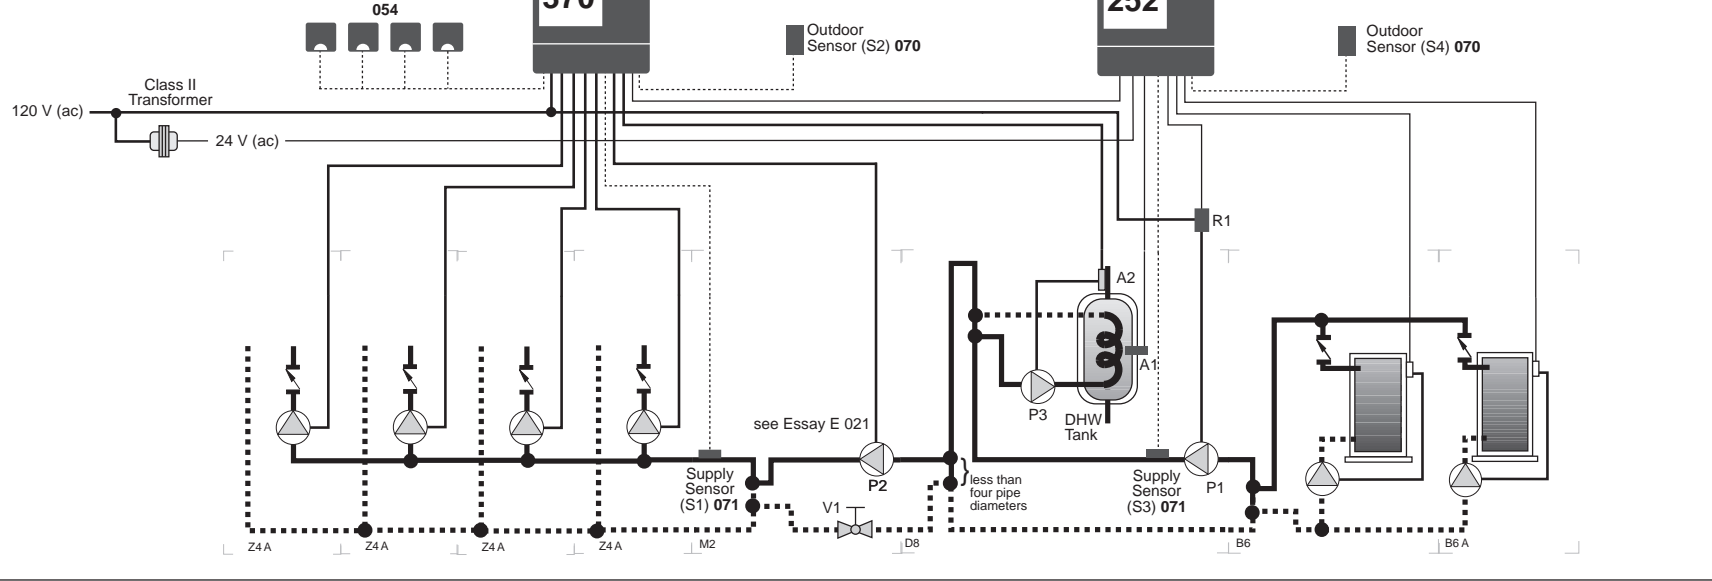 054
370
252
Outdoor
Sensor (S2) 070
Outdoor
Sensor (S4) 070
Class II
Transformer
120 V (ac)
24 V (ac)
R1
A2
A1
P3
DHW
Tank
see Essay E 021
P2
Supply
Sensor
(S1) 071
less than
four pipe
diameters
Supply
Sensor
(S3) 071
P1
V1
Z4 A
Z4 A
Z4 A
Z4 A
M2
D8
B6
B6 A